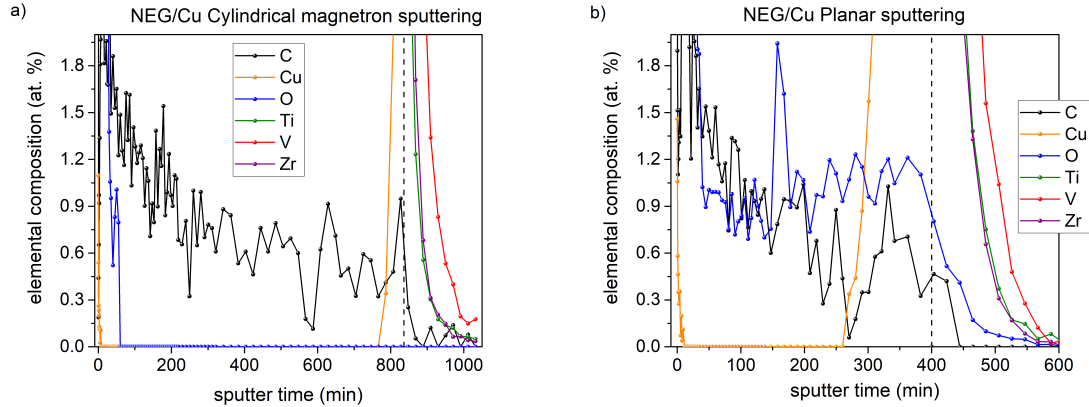 a)
NEG/Cu Cylindrical magnetron sputtering
elemental composition (at. %)
1.8
1.5
1.2
0.9
0.6
0.3
0.0
C
Cu
O
Ti
V
Zr
0 200 400 600 800 1000
sputter time (min)
b)
NEG/Cu Planar sputtering
elemental composition (at. %)
1.8
1.5
1.2
0.9
0.6
0.3
0.0
C
Cu
O
Ti
V
Zr
0 100 200 300 400 500 600
sputter time (min)